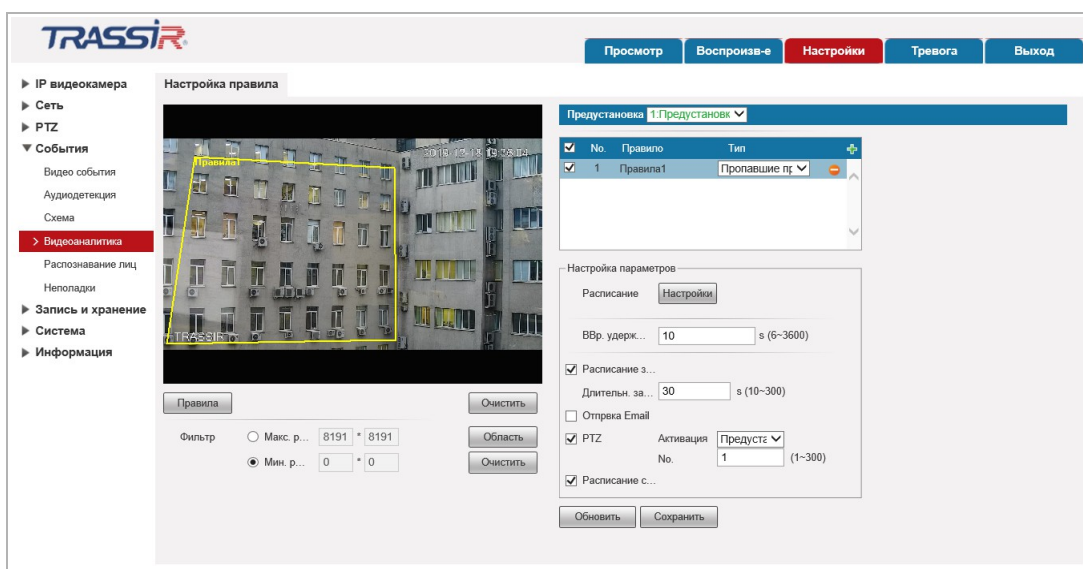 TRASSIR
Просмотр Воспроизв-е Настройки Тревога Выход
IP видеокамера
Сеть
PTZ
События
Видео события
Аудиодетекция
Схема
Видеоаналитика
Распознавание лиц
Неполадки
Запись и хранение
Система
Информация
Настройка правила
Правила1
TRASSIR
Правила Очистить
Фильтр Макс. р... 8191 * 8191 Область
Мин. р... 0 * 0 Очистить
Предустановка 1:Предустановк
No. Правило Тип
1 Правила1 Пропавшие пр
Настройка параметров
Расписание Настройки
ВВр. удерж... 10 s (6~3600)
Расписание з...
Длительн. за... 30 s (10~300)
Отпрвка Email
PTZ Активация Предуста
No. 1 (1~300)
Расписание с...
Обновить Сохранить